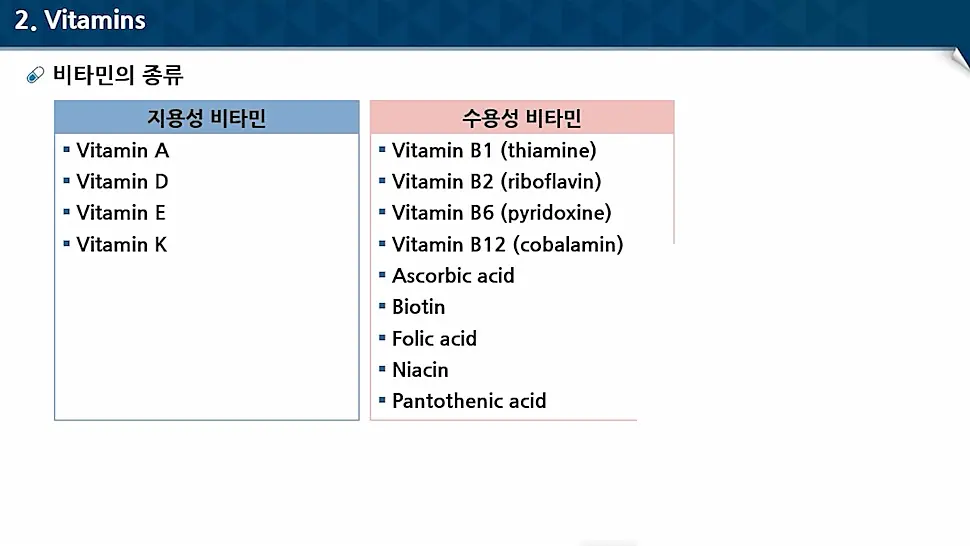 2. Vitamins
비타민의 종류
지용성 비타민
Vitamin A
Vitamin D
Vitamin E
Vitamin K
수용성 비타민
Vitamin B1 (thiamine)
Vitamin B2 (riboflavin)
Vitamin B6 (pyridoxine)
Vitamin B12 (cobalamin)
Ascorbic acid
Biotin
Folic acid
Niacin
Pantothenic acid